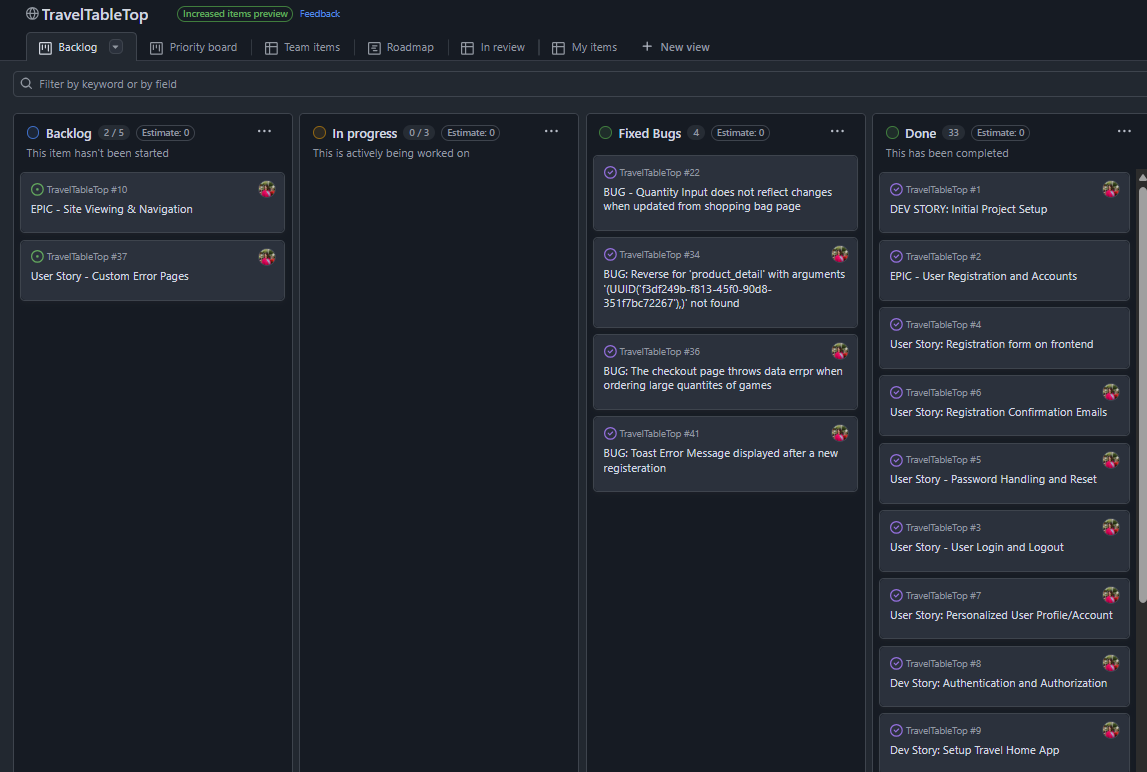 TravelTableTop
Increased items preview
Feedback
Backlog
Priority board
Team items
Roadmap
In review
My items
+ New view
Filter by keyword or by field
Backlog 2 / 5 Estimate: 0
This item hasn't been started
TravelTableTop #10
EPIC - Site Viewing & Navigation
TravelTableTop #37
User Story - Custom Error Pages
In progress 0 / 3 Estimate: 0
This is actively being worked on
Fixed Bugs 4 Estimate: 0
TravelTableTop #22
BUG - Quantity Input does not reflect changes
when updated from shopping bag page
TravelTableTop #34
BUG: Reverse for 'product_detail' with arguments
'(UUID('f3df249b-f813-45f0-90d8-
351f7bc72267'),)' not found
TravelTableTop #36
BUG: The checkout page throws data errpr when
ordering large quantites of games
TravelTableTop #41
BUG: Toast Error Message displayed after a new
registeration
Done 33 Estimate: 0
This has been completed
TravelTableTop #1
DEV STORY: Initial Project Setup
TravelTableTop #2
EPIC - User Registration and Accounts
TravelTableTop #4
User Story: Registration form on frontend
TravelTableTop #6
User Story: Registration Confirmation Emails
TravelTableTop #5
User Story - Password Handling and Reset
TravelTableTop #3
User Story - User Login and Logout
TravelTableTop #7
User Story: Personalized User Profile/Account
TravelTableTop #8
Dev Story: Authentication and Authorization
TravelTableTop #9
Dev Story: Setup Travel Home App